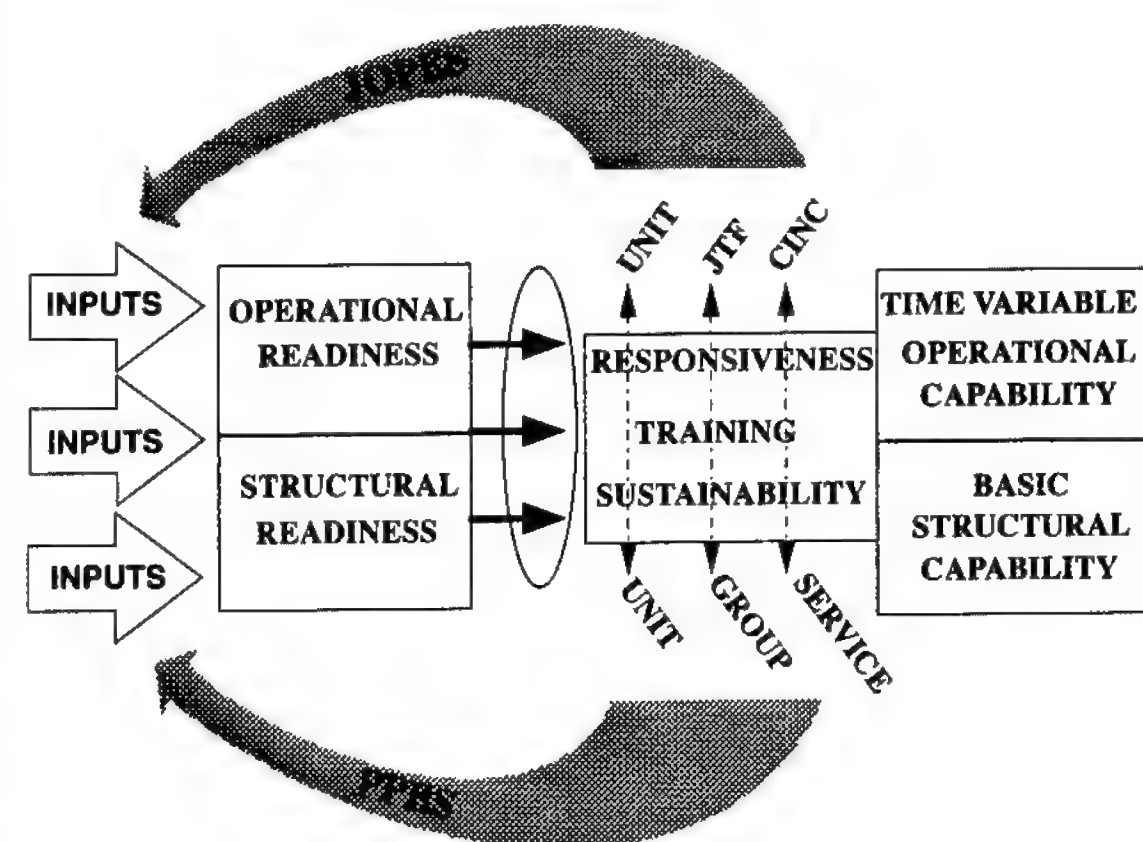 JOPES
UNIT
JTF
CINC
INPUTS
INPUTS
INPUTS
OPERATIONAL
READINESS
STRUCTURAL
READINESS
RESPONSIVENESS
TRAINING
SUSTAINABILITY
TIME VARIABLE
OPERATIONAL
CAPABILITY
BASIC
STRUCTURAL
CAPABILITY
UNIT
GROUP
SERVICE
PPBS